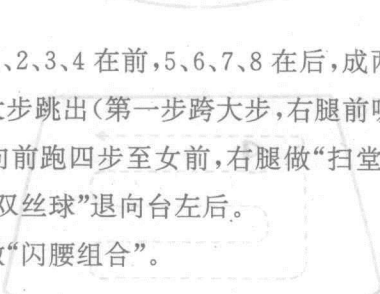 、2、3、4 在前,5、6、7、8 在后,成
步跳出(第一步跨大步,右腿前
前跑四步至女前,右腿做“扫堂
双丝球”退向台左后。
“闪腰组合”。